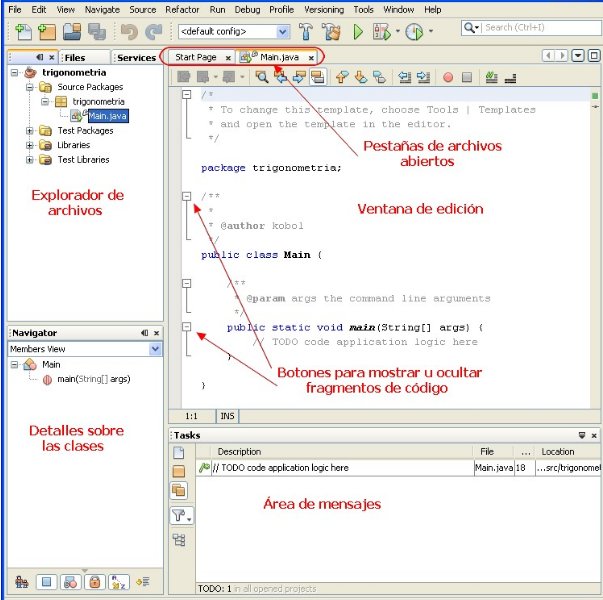 File Edit View Navigate Source Refactor Run Debug Profile Versioning Tools Window Help
<default config>
Search (Ctrl+I)
Files
Services
Start Page
Main.java
trigonometria
Source Packages
trigonometria
Main.java
Test Packages
Libraries
Test Libraries
Explorador de
archivos
/*
* To change this template, choose Tools | Templates
* and open the template in the editor.
*/
Pestañas de archivos
abiertos
package trigonometria;
/**
*
* @author kobol
*/
Ventana de edición
public class Main {
/**
* @param args the command line arguments
*/
public static void main(String[] args) {
// TODO code application logic here
}
}
Botones para mostrar u ocultar
fragmentos de código
1:1 INS
Navigator
Members View
Main
main(String[] args)
Detalles sobre
las clases
Tasks
Description File ... Location
// TODO code application logic here Main.java 18 ...src/trigonomet
Área de mensajes
TODO: 1 in all opened projects